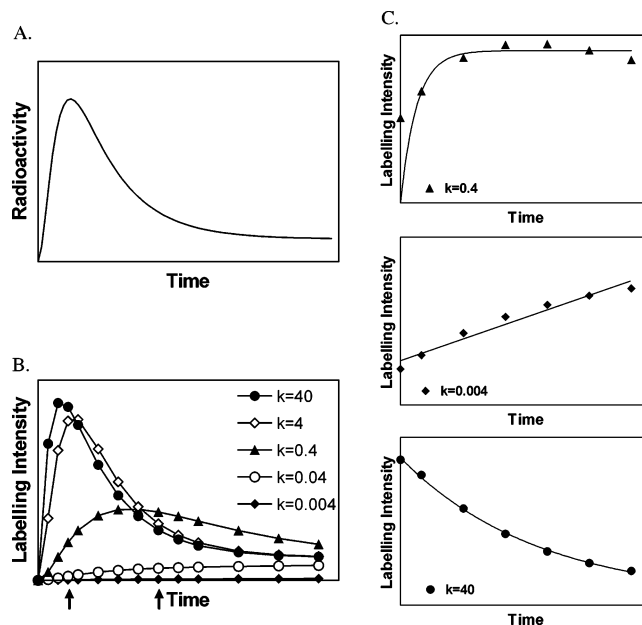 A.
Radioactivity
Time
B.
Labelling Intensity
k=40
k=4
k=0.4
k=0.04
k=0.004
Time
C.
Labelling Intensity
k=0.4
Time
Labelling Intensity
k=0.004
Time
Labelling Intensity
k=40
Time